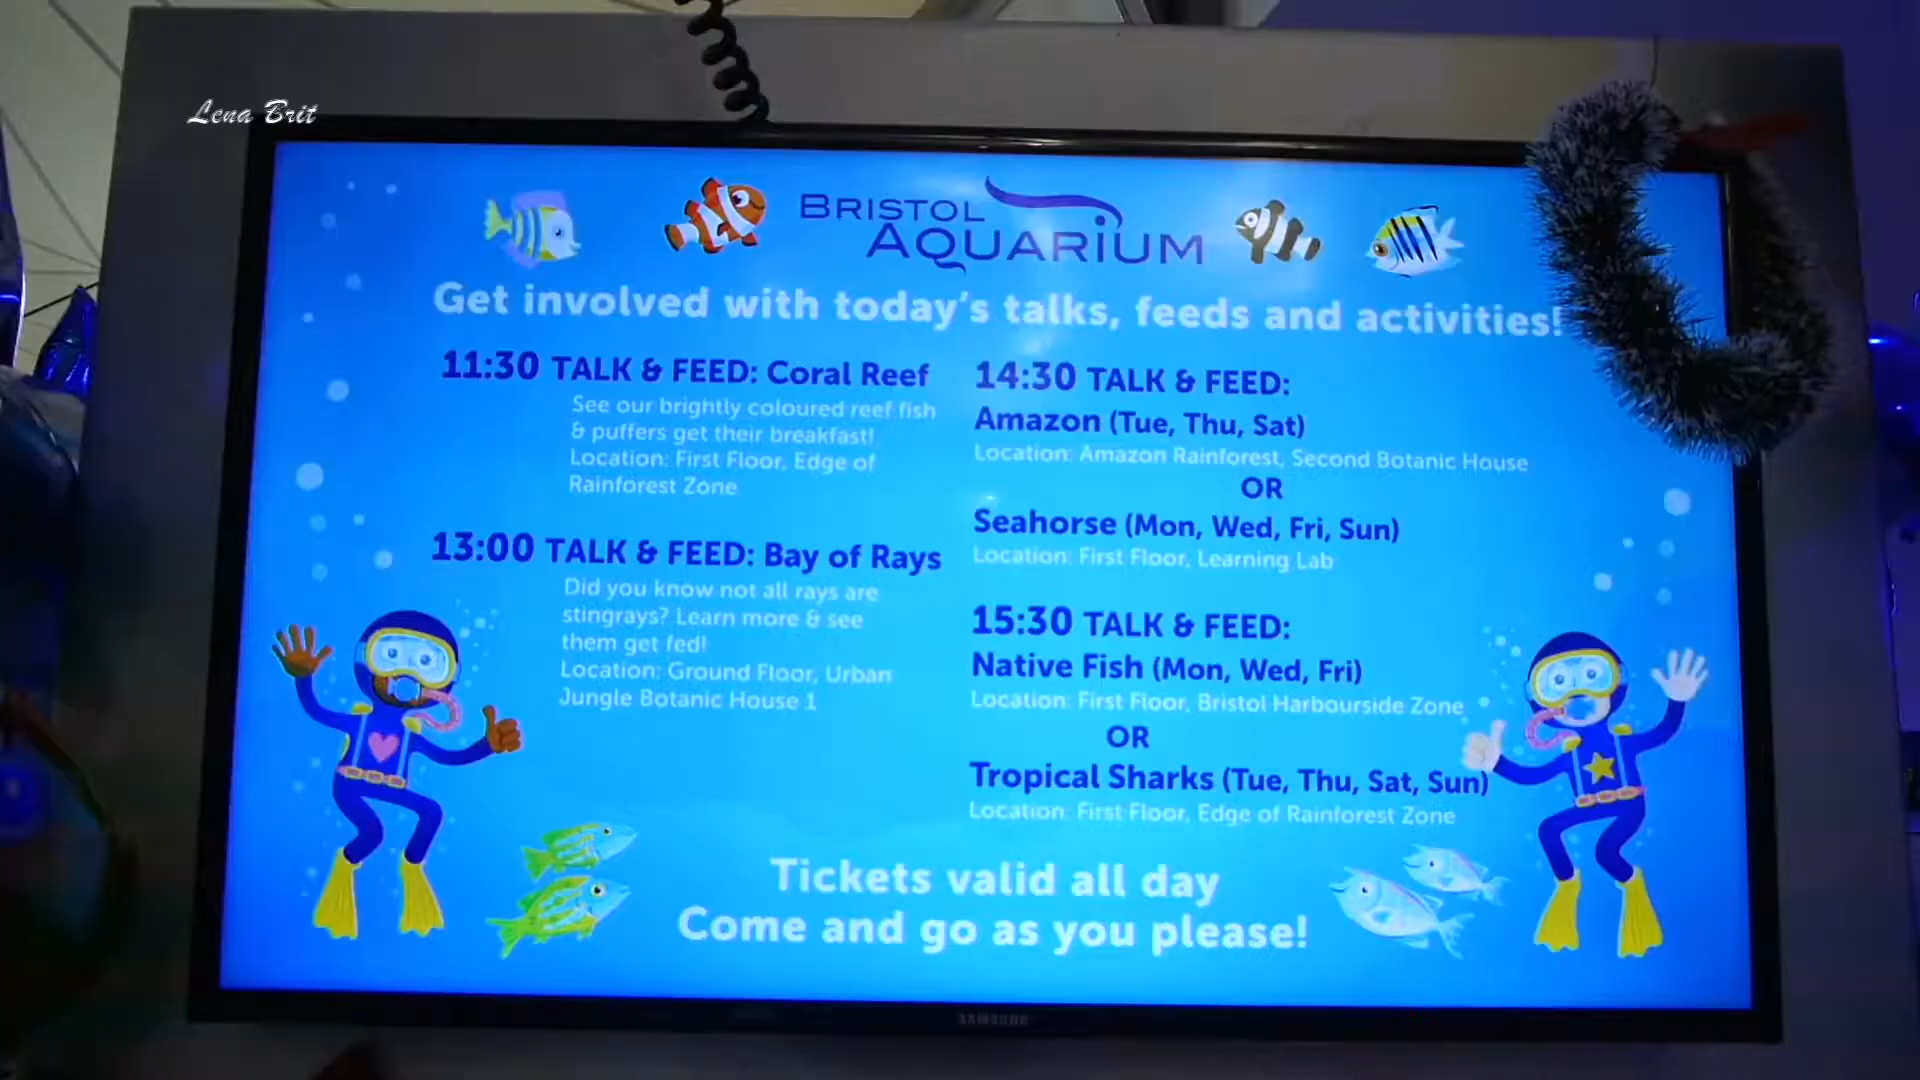 Lena Brit
BRISTOL
AQUARIUM
Get involved with today's talks, feeds and activities!
11:30 TALK & FEED: Coral Reef
See our brightly coloured reef fish
& puffers get their breakfast!
Location: First Floor, Edge of
Rainforest Zone
13:00 TALK & FEED: Bay of Rays
Did you know not all rays are
stingrays? Learn more & see
them get fed!
Location: Ground Floor, Urban
Jungle Botanic House 1
14:30 TALK & FEED:
Amazon (Tue, Thu, Sat)
Location: Amazon Rainforest, Second Botanic House
OR
Seahorse (Mon, Wed, Fri, Sun)
Location: First Floor, Learning Lab
15:30 TALK & FEED:
Native Fish (Mon, Wed, Fri)
Location: First Floor, Bristol Harbourside Zone
OR
Tropical Sharks (Tue, Thu, Sat, Sun)
Location: First Floor, Edge of Rainforest Zone
Tickets valid all day
Come and go as you please!
SAMSUNG